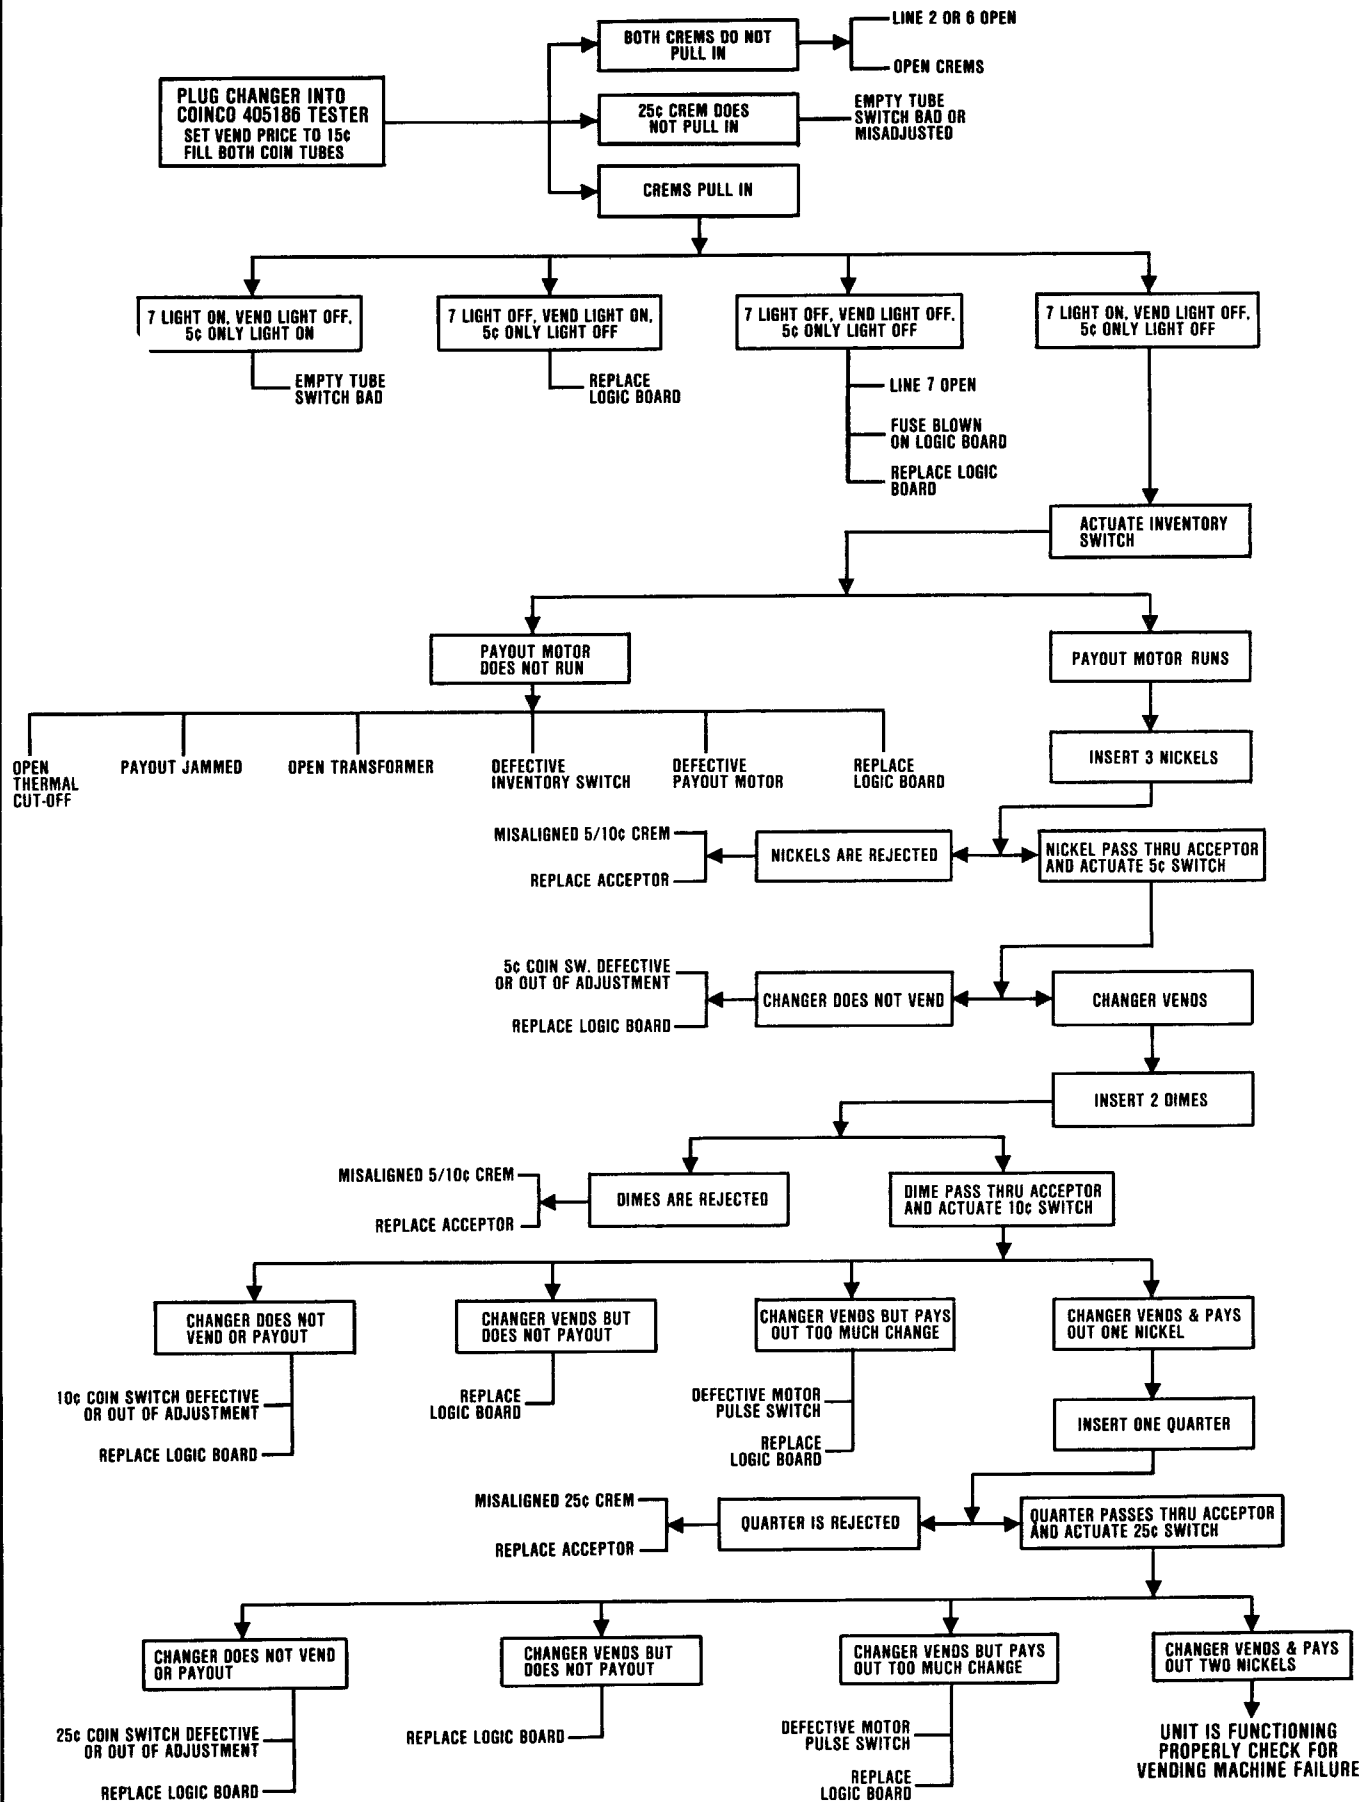 BOTH CREMS DO NOT
PULL IN
LINE 2 OR 6 OPEN
OPEN CREMS
PLUG CHANGER INTO
COINCO 405186 TESTER
SET VEND PRICE TO 15¢
FILL BOTH COIN TUBES
25¢ CREM DOES
NOT PULL IN
EMPTY TUBE
SWITCH BAD OR
MISADJUSTED
CREMS PULL IN
7 LIGHT ON, VEND LIGHT OFF,
5¢ ONLY LIGHT ON
7 LIGHT OFF, VEND LIGHT ON,
5¢ ONLY LIGHT OFF
7 LIGHT OFF, VEND LIGHT OFF,
5¢ ONLY LIGHT OFF
7 LIGHT ON, VEND LIGHT OFF,
5¢ ONLY LIGHT OFF
EMPTY TUBE
SWITCH BAD
REPLACE
LOGIC BOARD
LINE 7 OPEN
FUSE BLOWN
ON LOGIC BOARD
REPLACE LOGIC
BOARD
ACTUATE INVENTORY
SWITCH
PAYOUT MOTOR
DOES NOT RUN
PAYOUT MOTOR RUNS
OPEN
THERMAL
CUT-OFF
PAYOUT JAMMED
OPEN TRANSFORMER
DEFECTIVE
INVENTORY SWITCH
DEFECTIVE
PAYOUT MOTOR
REPLACE
LOGIC BOARD
INSERT 3 NICKELS
MISALIGNED 5/10¢ CREM
REPLACE ACCEPTOR
NICKELS ARE REJECTED
NICKEL PASS THRU ACCEPTOR
AND ACTUATE 5¢ SWITCH
5¢ COIN SW. DEFECTIVE
OR OUT OF ADJUSTMENT
REPLACE LOGIC BOARD
CHANGER DOES NOT VEND
CHANGER VENDS
INSERT 2 DIMES
MISALIGNED 5/10¢ CREM
REPLACE ACCEPTOR
DIMES ARE REJECTED
DIME PASS THRU ACCEPTOR
AND ACTUATE 10¢ SWITCH
CHANGER DOES NOT
VEND OR PAYOUT
CHANGER VENDS BUT
DOES NOT PAYOUT
CHANGER VENDS BUT PAYS
OUT TOO MUCH CHANGE
CHANGER VENDS & PAYS
OUT ONE NICKEL
10¢ COIN SWITCH DEFECTIVE
OR OUT OF ADJUSTMENT
REPLACE LOGIC BOARD
REPLACE
LOGIC BOARD
DEFECTIVE MOTOR
PULSE SWITCH
REPLACE
LOGIC BOARD
INSERT ONE QUARTER
MISALIGNED 25¢ CREM
REPLACE ACCEPTOR
QUARTER IS REJECTED
QUARTER PASSES THRU ACCEPTOR
AND ACTUATE 25¢ SWITCH
CHANGER DOES NOT VEND
OR PAYOUT
CHANGER VENDS BUT
DOES NOT PAYOUT
CHANGER VENDS BUT PAYS
OUT TOO MUCH CHANGE
CHANGER VENDS & PAYS
OUT TWO NICKELS
25¢ COIN SWITCH DEFECTIVE
OR OUT OF ADJUSTMENT
REPLACE LOGIC BOARD
REPLACE LOGIC BOARD
DEFECTIVE MOTOR
PULSE SWITCH
REPLACE
LOGIC BOARD
UNIT IS FUNCTIONING
PROPERLY CHECK FOR
VENDING MACHINE FAILURE